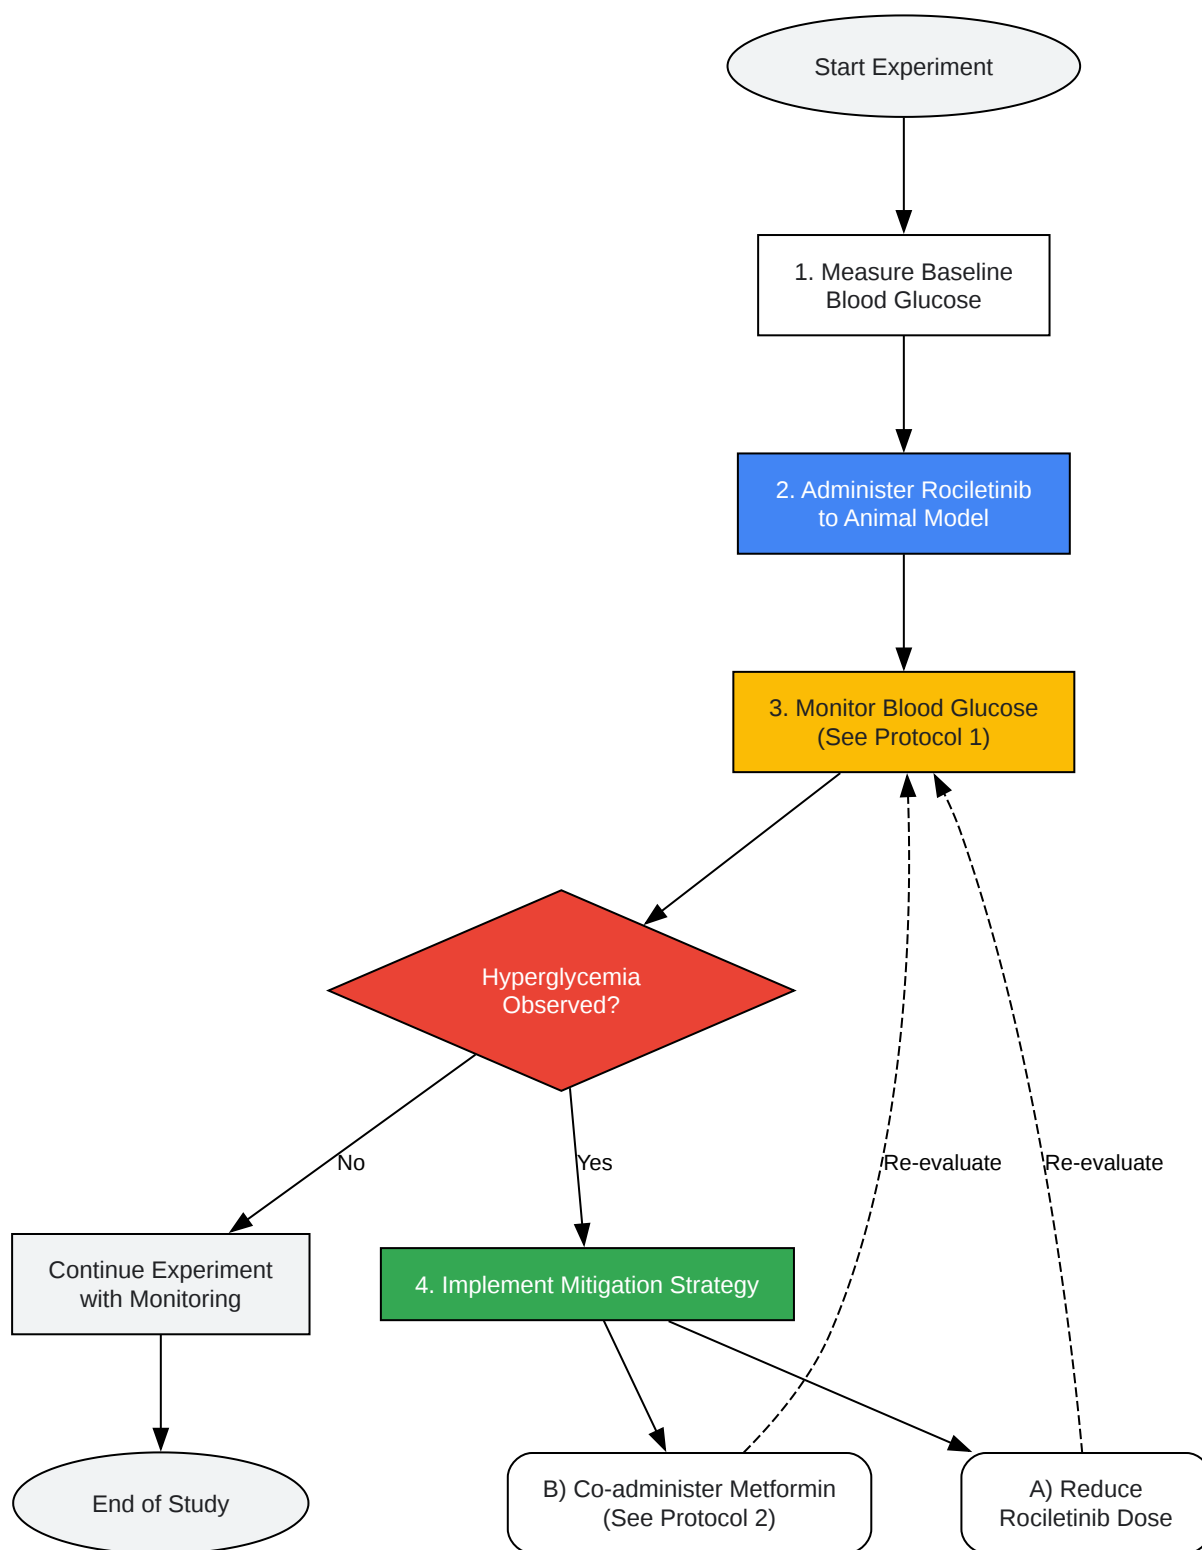 Start Experiment
1. Measure Baseline
Blood Glucose
2. Administer Rociletinib
to Animal Model
3. Monitor Blood Glucose
(See Protocol 1)
Hyperglycemia
Observed?
No
Yes
Re-evaluate
Re-evaluate
Continue Experiment
with Monitoring
4. Implement Mitigation Strategy
End of Study
B) Co-administer Metformin
(See Protocol 2)
A) Reduce
Rociletinib Dose